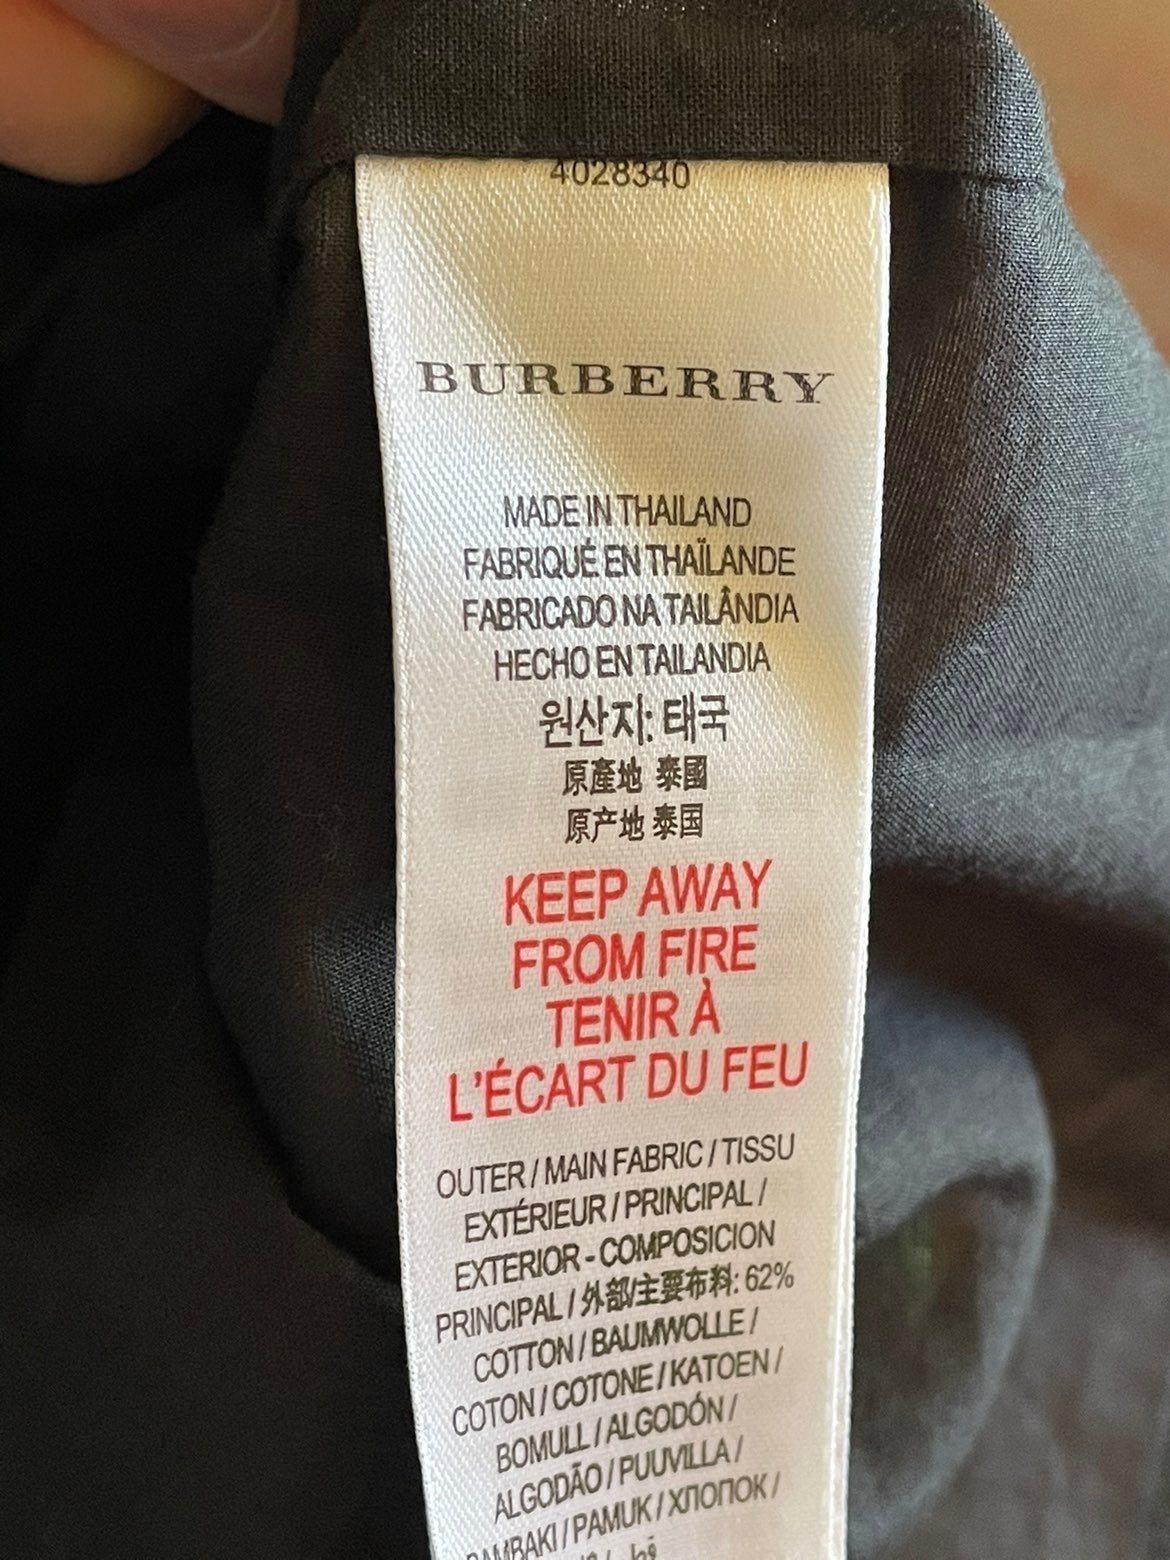 4028340
BURBERRY
MADE IN THAILAND
FABRIQUÉ EN THAÏLANDE
FABRICADO NA TAILÂNDIA
HECHO EN TAILANDIA
원산지: 태국
原產地 泰國
原产地 泰国
KEEP AWAY
FROM FIRE
TENIR À
L'ÉCART DU FEU
OUTER / MAIN FABRIC / TISSU
EXTÉRIEUR / PRINCIPAL /
EXTERIOR - COMPOSICION
PRINCIPAL / 外部/主要布料: 62%
COTTON / BAUMWOLLE /
COTON / COTONE / KATOEN /
BOMULL / ALGODÓN /
ALGODÃO / PUUVILLA /
BAMBAKI / PAMUK / ХЛОПОК /